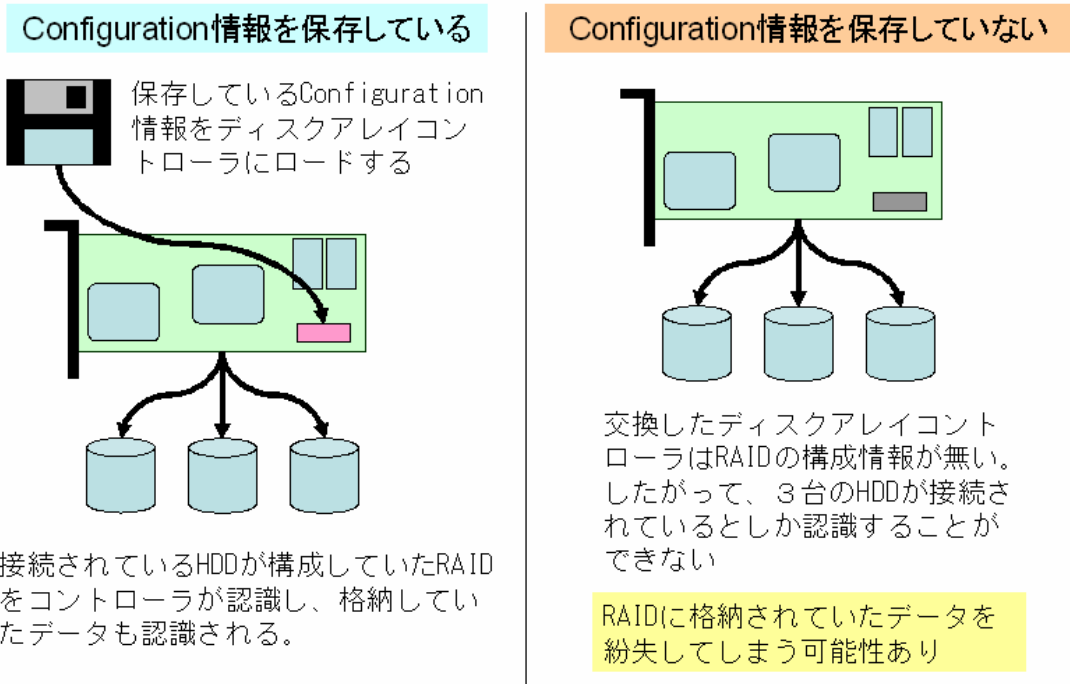 Configuration情報を保存している
保存しているConfiguration
情報をディスクアレイコン
トローラにロードする
接続されているHDDが構成していたRAID
をコントローラが認識し、格納してい
たデータも認識される。
Configuration情報を保存していない
交換したディスクアレイコント
ローラはRAIDの構成情報が無い。
したがって、３台のHDDが接続さ
れているとしか認識することが
できない
RAIDに格納されていたデータを
紛失してしまう可能性あり